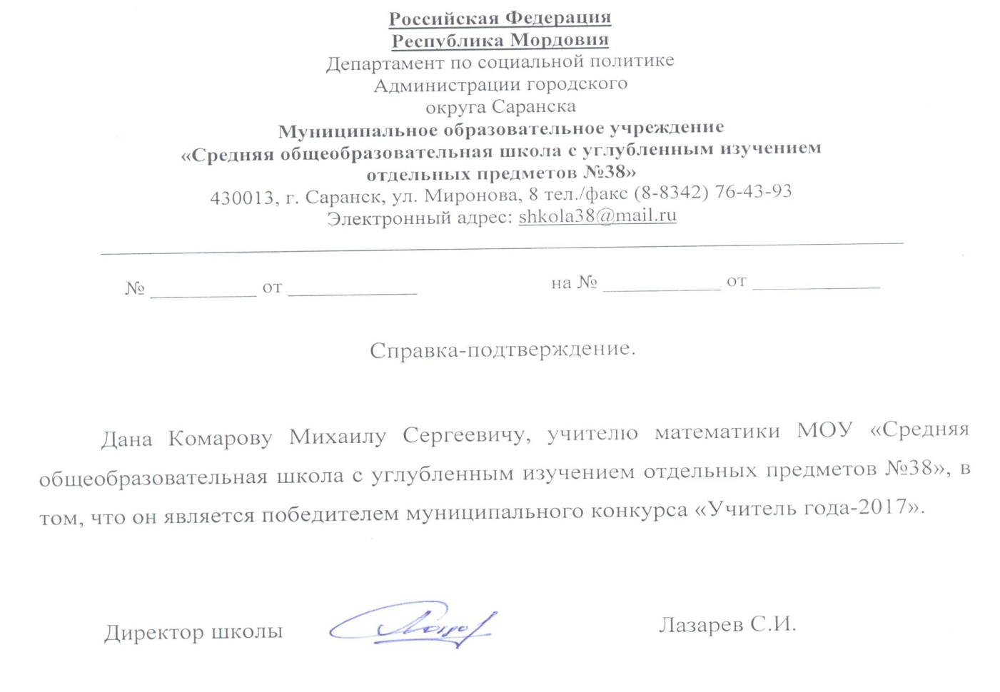 Российская Федерация
Республика Мордовия
Департамент по социальной политике
Администрации городского
округа Саранска
Муниципальное образовательное учреждение
«Средняя общеобразовательная школа с углубленным изучением
отдельных предметов №38»
430013, г. Саранск, ул. Миронова, 8 тел./факс (8-8342) 76-43-93
Электронный адрес: shkola38@mail.ru
№ __________ от ____________ на № ___________ от ____________
Справка-подтверждение.
Дана Комарову Михаилу Сергеевичу, учителю математики МОУ «Средняя
общеобразовательная школа с углубленным изучением отдельных предметов №38», в
том, что он является победителем муниципального конкурса «Учитель года-2017».
Директор школы Лазарев С.И.